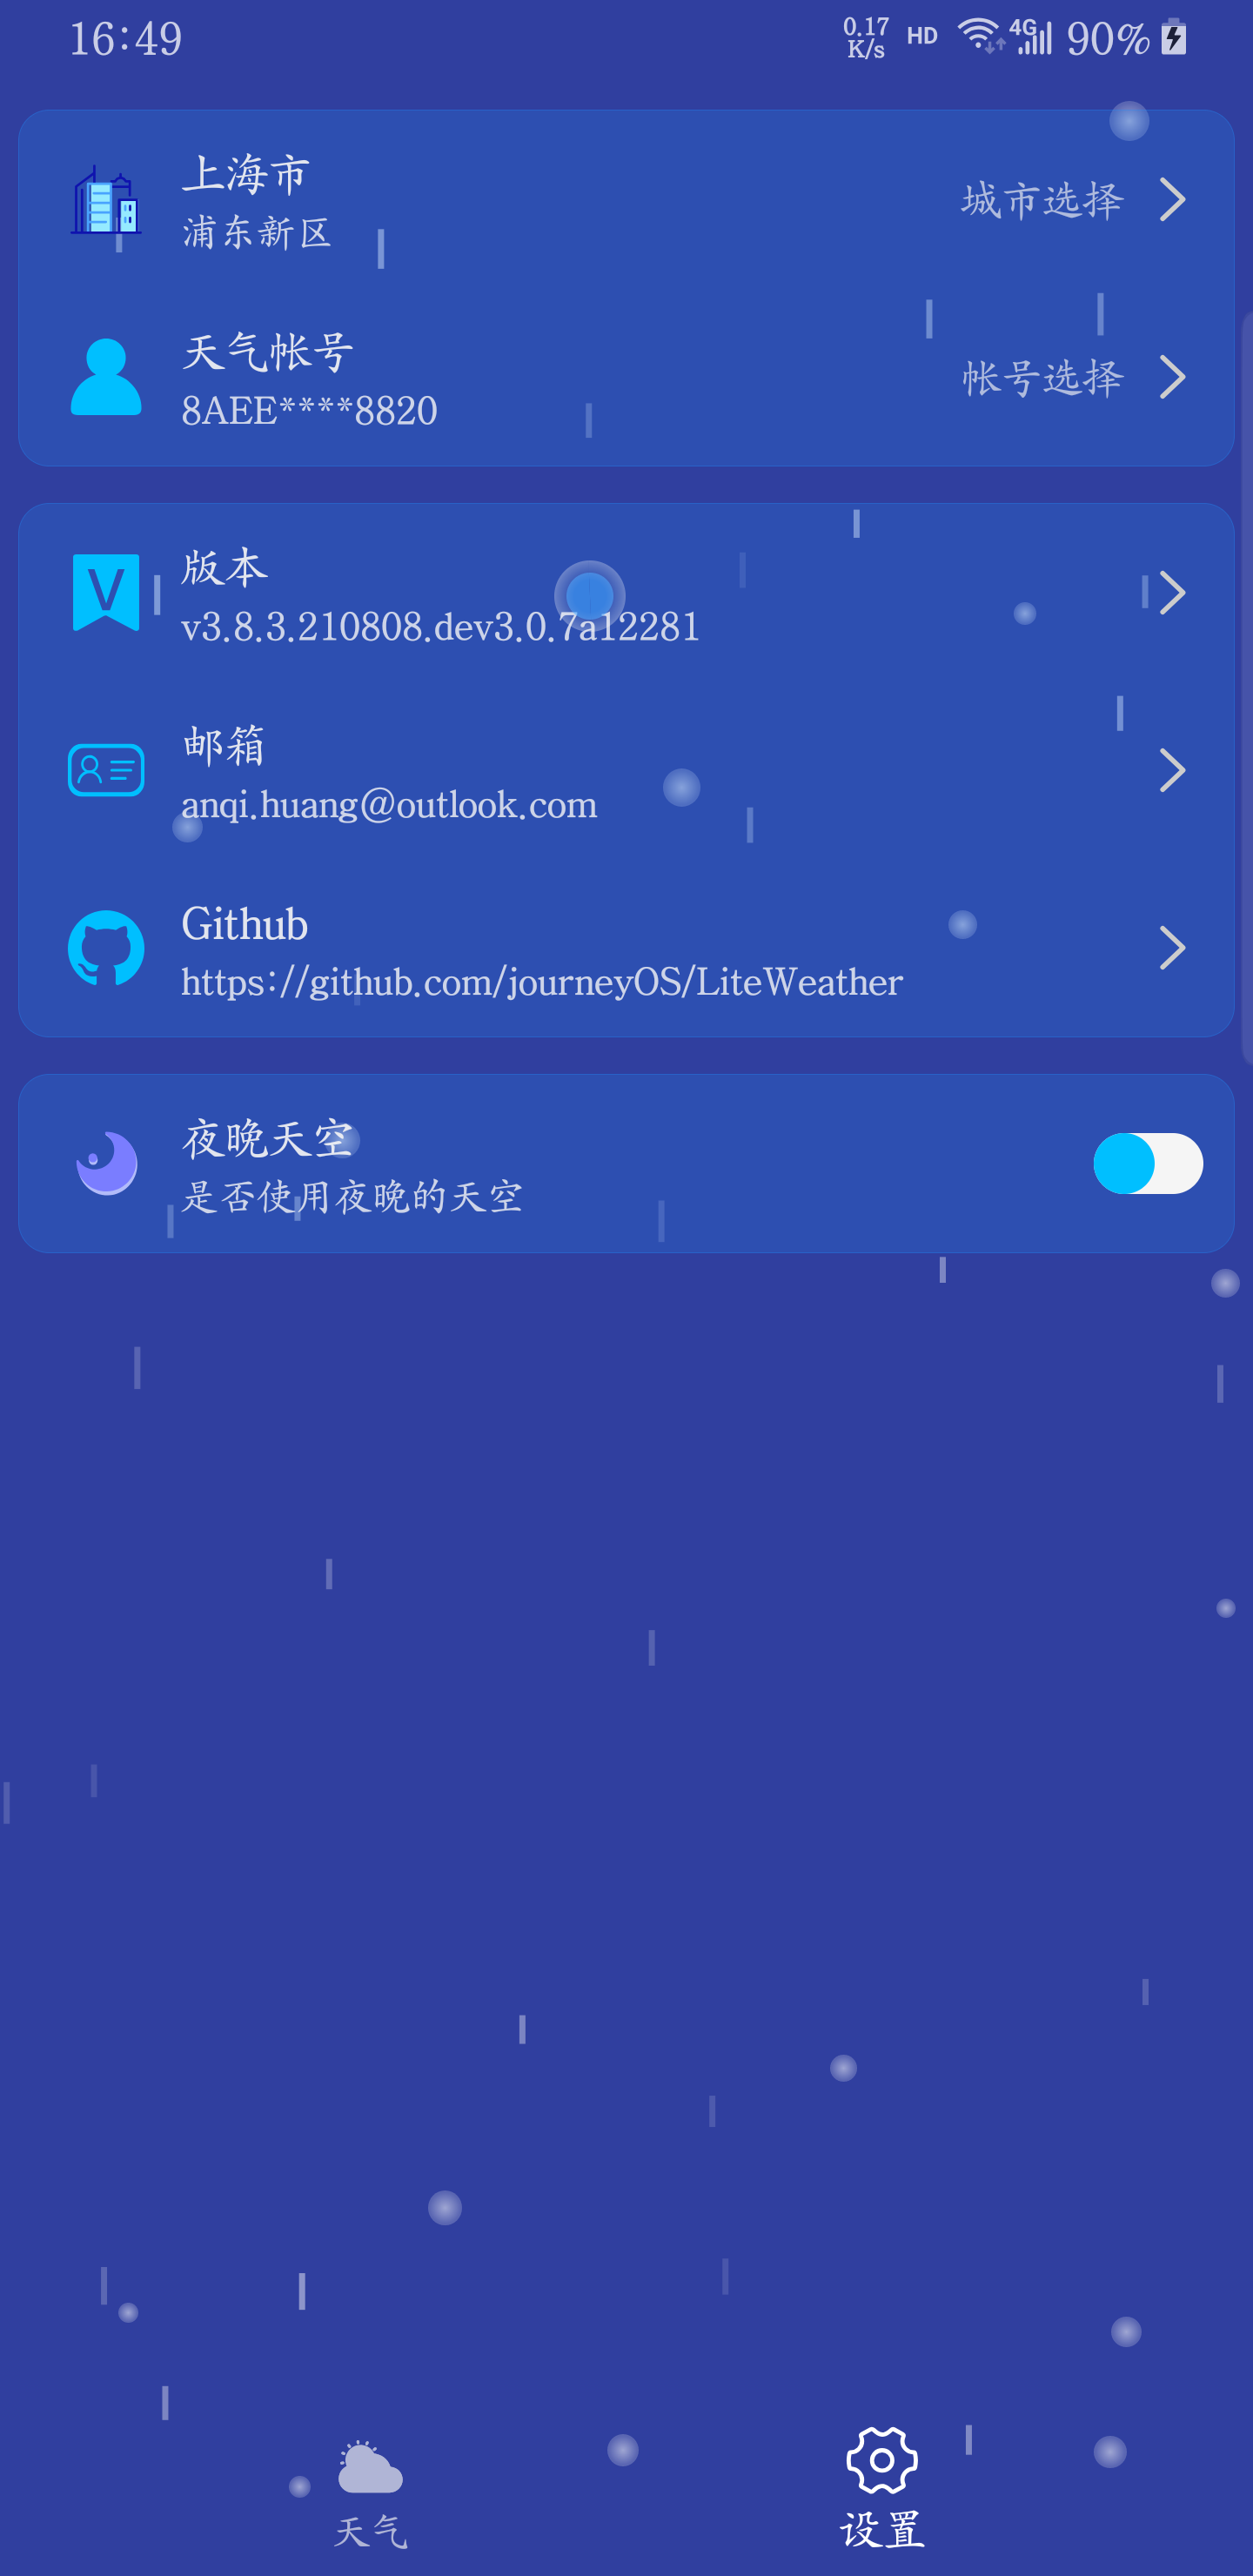 16:49
0.17
K/s
HD
4G
90%
上海市
浦东新区
城市选择
天气帐号
8AEE****8820
帐号选择
V
版本
v3.8.3.210808.dev3.0.7a12281
邮箱
anqi.huang@outlook.com
Github
https://github.com/journeyOS/LiteWeather
夜晚天空
是否使用夜晚的天空
天气
设置